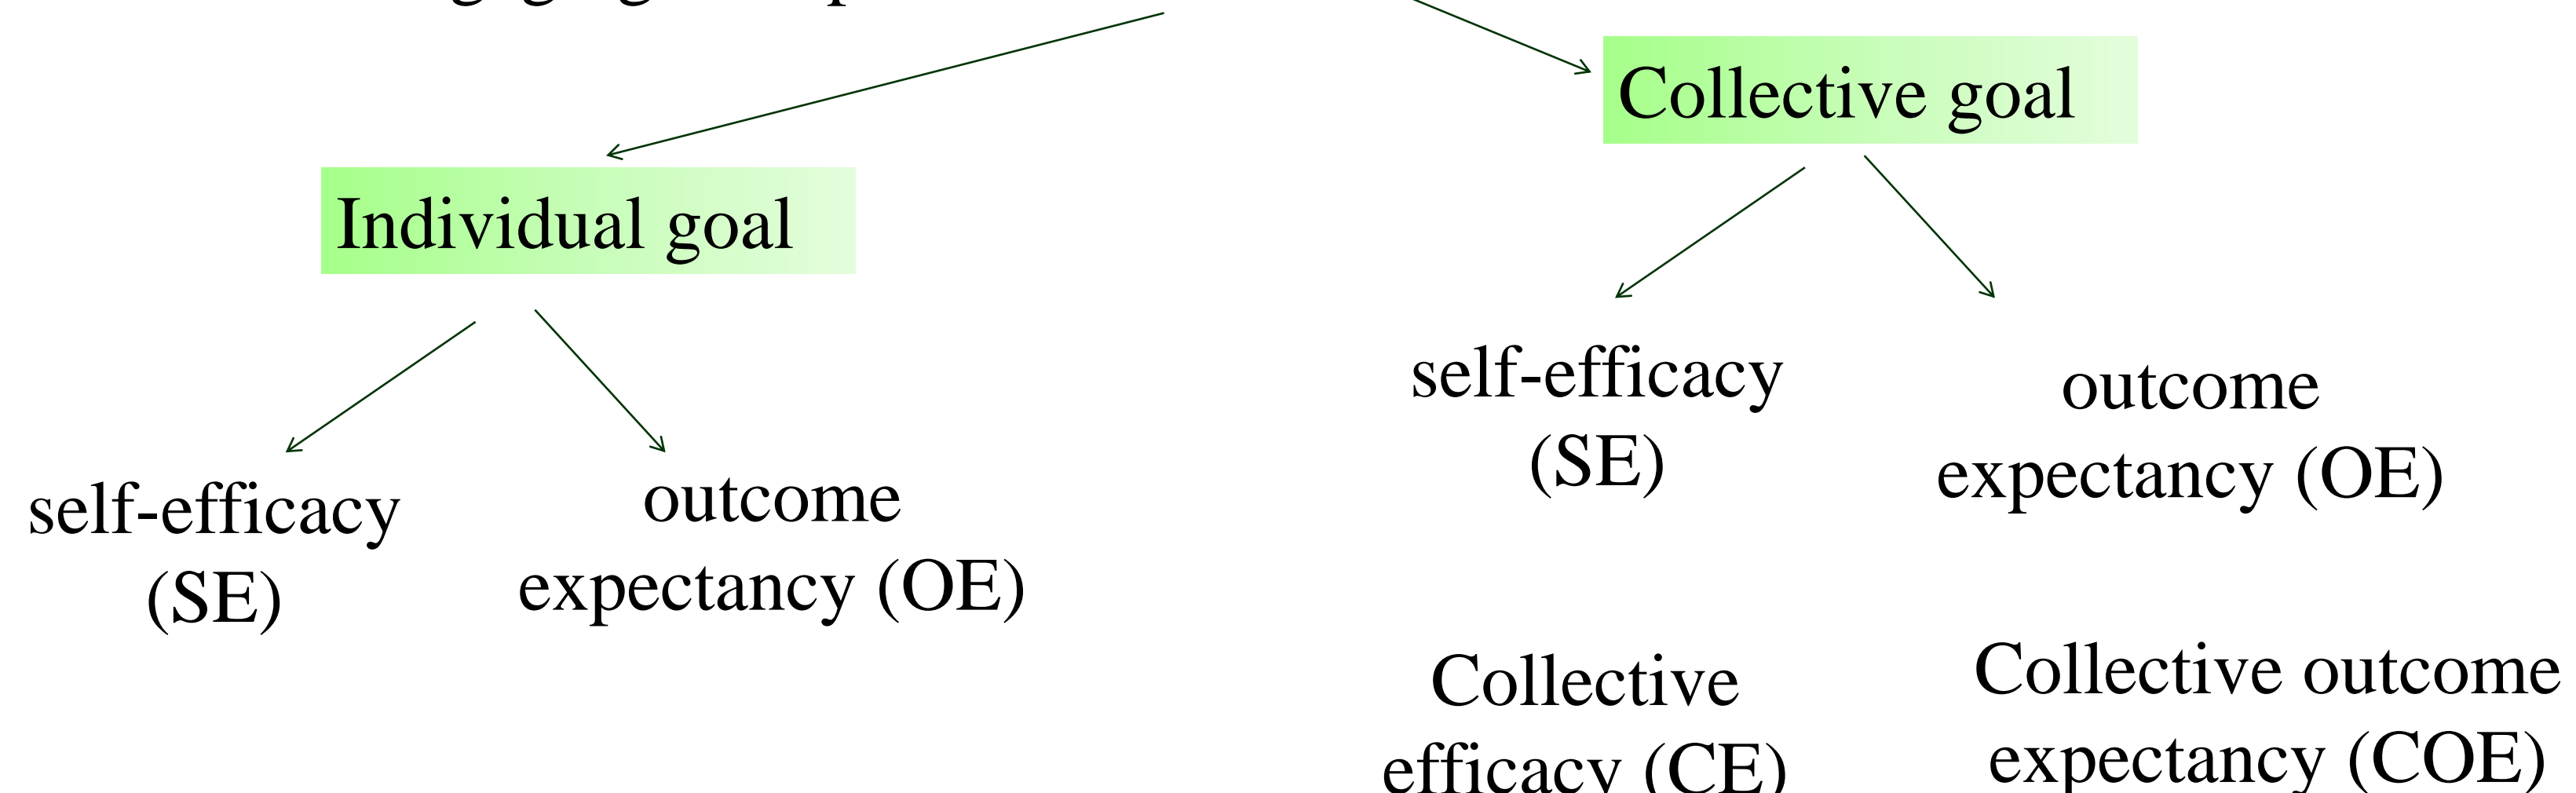 Collective goal
Individual goal
self-efficacy
(SE)
outcome
expectancy (OE)
self-efficacy
(SE)
outcome
expectancy (OE)
Collective
efficacy (CE)
Collective outcome
expectancy (COE)